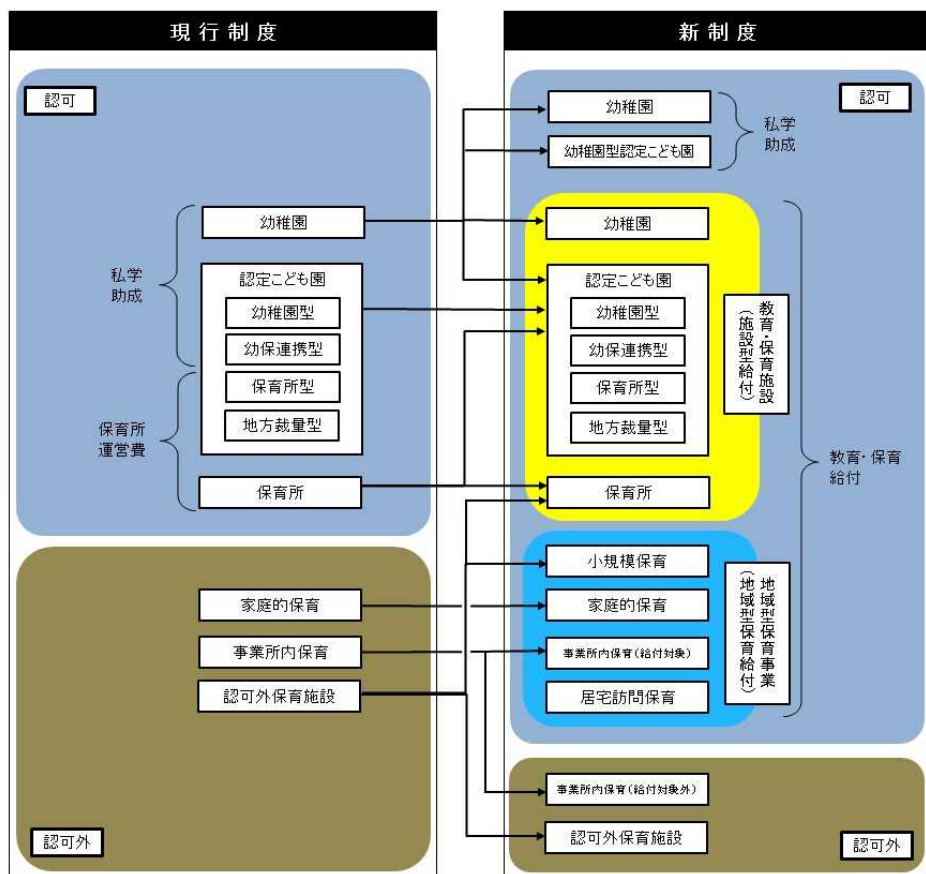 現行制度
認可
私学
助成
幼稚園
認定こども園
幼稚園型
幼保連携型
保育所型
地方裁量型
保育所
運営費
保育所
家庭的保育
事業所内保育
認可外保育施設
認可外
新制度
認可
幼稚園
幼稚園型認定こども園
私学
助成
幼稚園
認定こども園
幼稚園型
幼保連携型
保育所型
地方裁量型
保育所
教育・保育施設
(施設型給付)
小規模保育
家庭的保育
事業所内保育(給付対象)
居宅訪問保育
地域型保育事業
(地域型保育給付)
教育・保育
給付
事業所内保育(給付対象外)
認可外保育施設
認可外